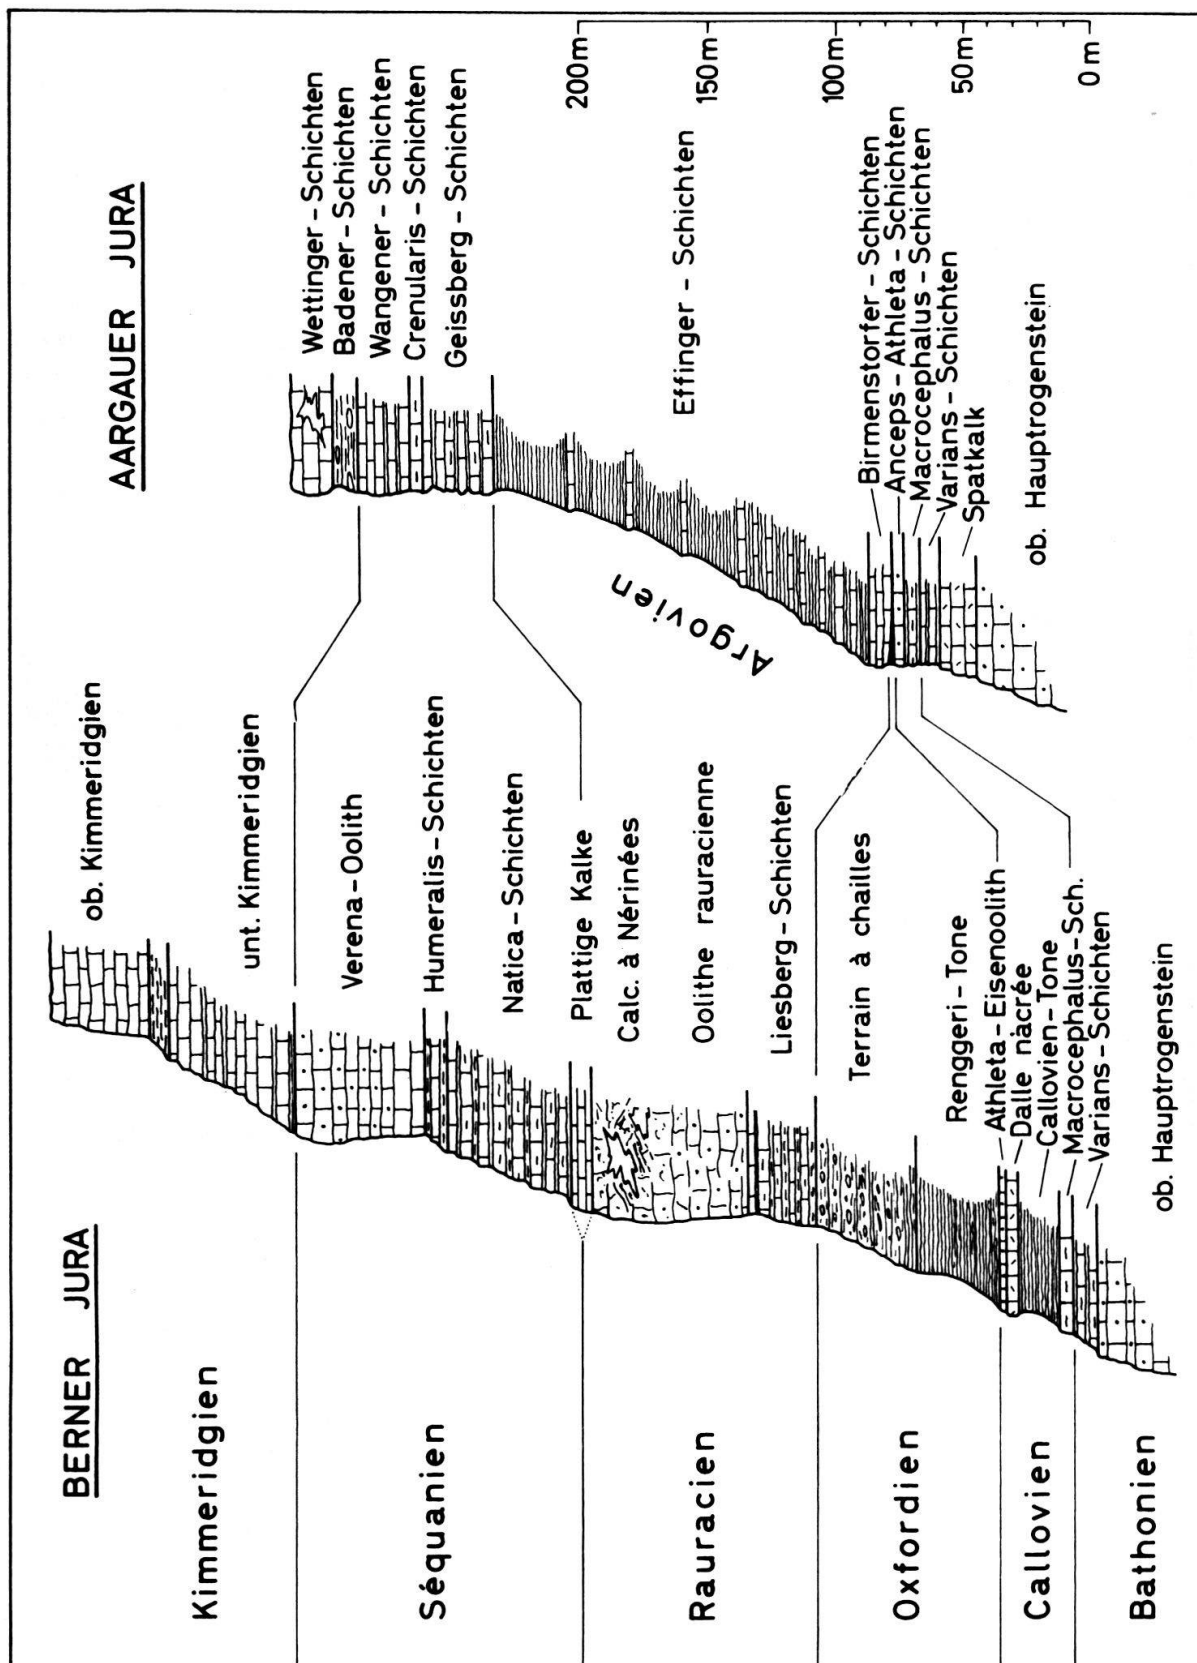 BERNER JURA
AARGAUER JURA
Kimmeridgien
Séquanien
Rauracien
Oxfordien
Callovien
Bathonien
ob. Kimmeridgien
unt. Kimmeridgien
Verena-Oolith
Humeralis-Schichten
Natica-Schichten
Plattige Kalke
Calc. à Nérinées
Oolithe rauracienne
Liesberg-Schichten
Terrain à chailles
Renggeri-Tone
Athleta-Eisenoolith
Dalle nacrée
Callovien-Tone
Macrocephalus-Sch.
Varians-Schichten
ob. Hauptrogenstein
Argovien
Wettinger-Schichten
Badener-Schichten
Wangener-Schichten
Crenularis-Schichten
Geissberg-Schichten
Effinger-Schichten
Birmenstorfer-Schichten
Anceps-Athleta-Schichten
Macrocephalus-Schichten
Varians-Schichten
Spatkalk
ob. Hauptrogenstein
200m
150m
100m
50m
0m